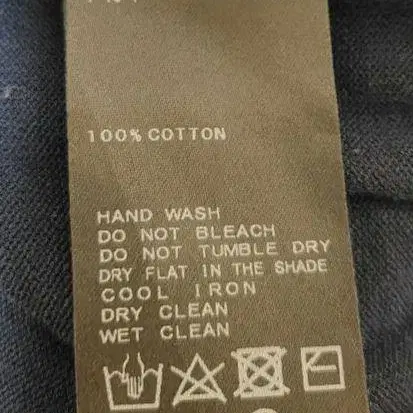 100% COTTON
HAND WASH
DO NOT BLEACH
DO NOT TUMBLE DRY
DRY FLAT IN THE SHADE
COOL IRON
DRY CLEAN
WET CLEAN